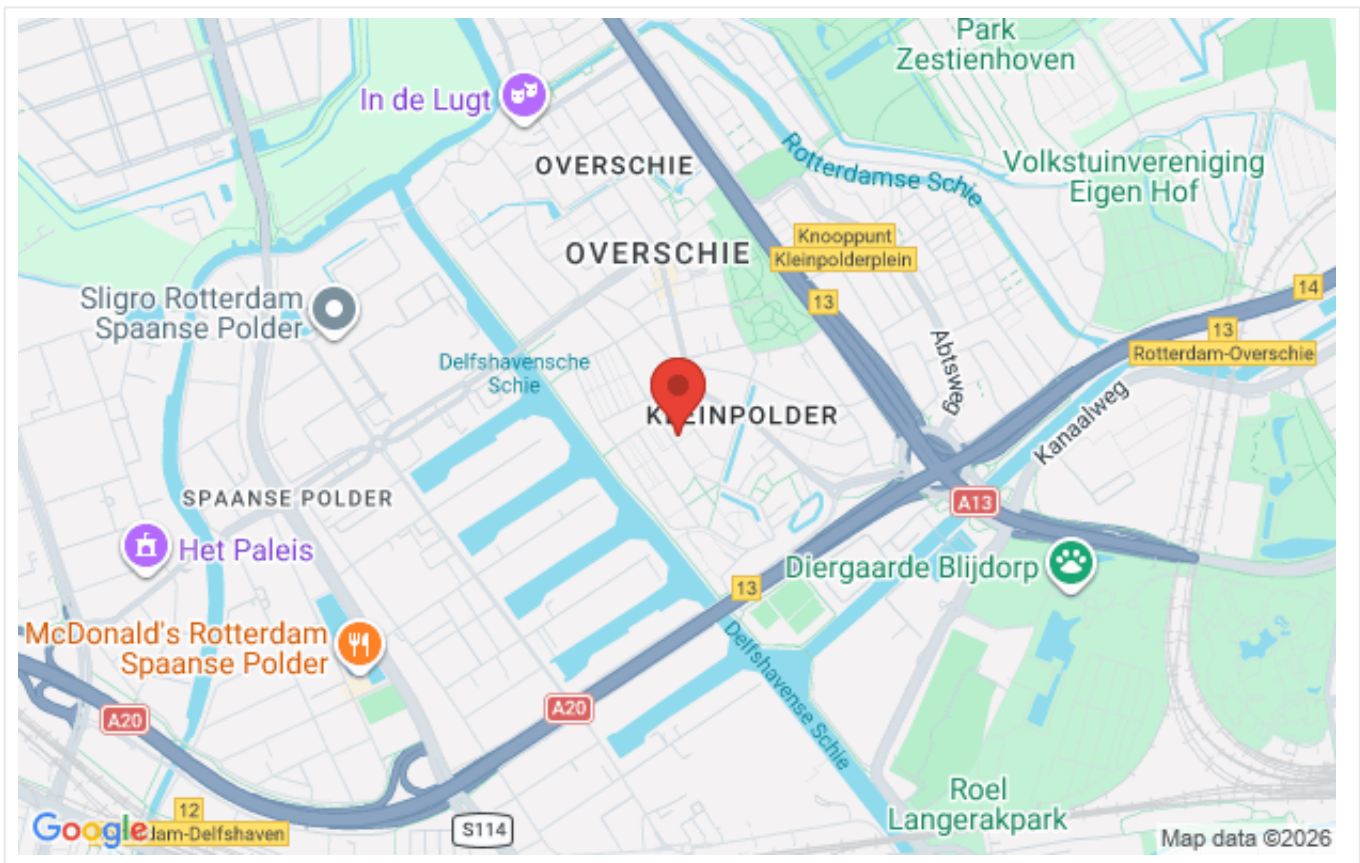 Park
Zestienhoven
In de Lugt
Rotterdamse Schie
OVERSCHIE
Volkstuinvereniging
Eigen Hof
OVERSCHIE
Knooppunt
Kleinpolderplein
13
14
Sligro Rotterdam
Spaanse Polder
13
Rotterdam-Overschie
Abtsweg
Delfshavensche
Schie
KLEINPOLDER
Kanaalweg
SPAANSE POLDER
A13
Het Paleis
Diergaarde Blijdorp
13
McDonald's Rotterdam
Spaanse Polder
Delfshavense Schie
A20
A20
12
dam-Delfshaven
S114
Roel
Langerakpark
Google
Map data ©2026